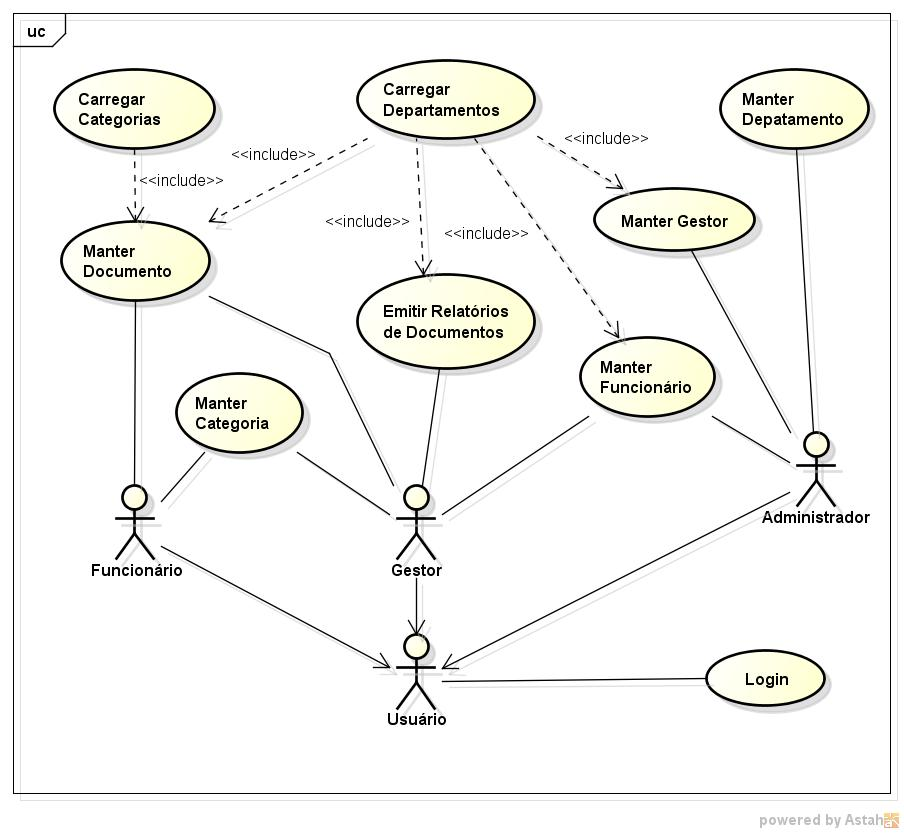 uc
Carregar
Categorias
Carregar
Departamentos
Manter
Depatamento
<<include>>
<<include>>
<<include>>
<<include>>
<<include>>
Manter Gestor
Manter
Documento
Emitir Relatórios
de Documentos
Manter
Funcionário
Manter
Categoria
Funcionário
Gestor
Administrador
Usuário
Login
powered by Astah